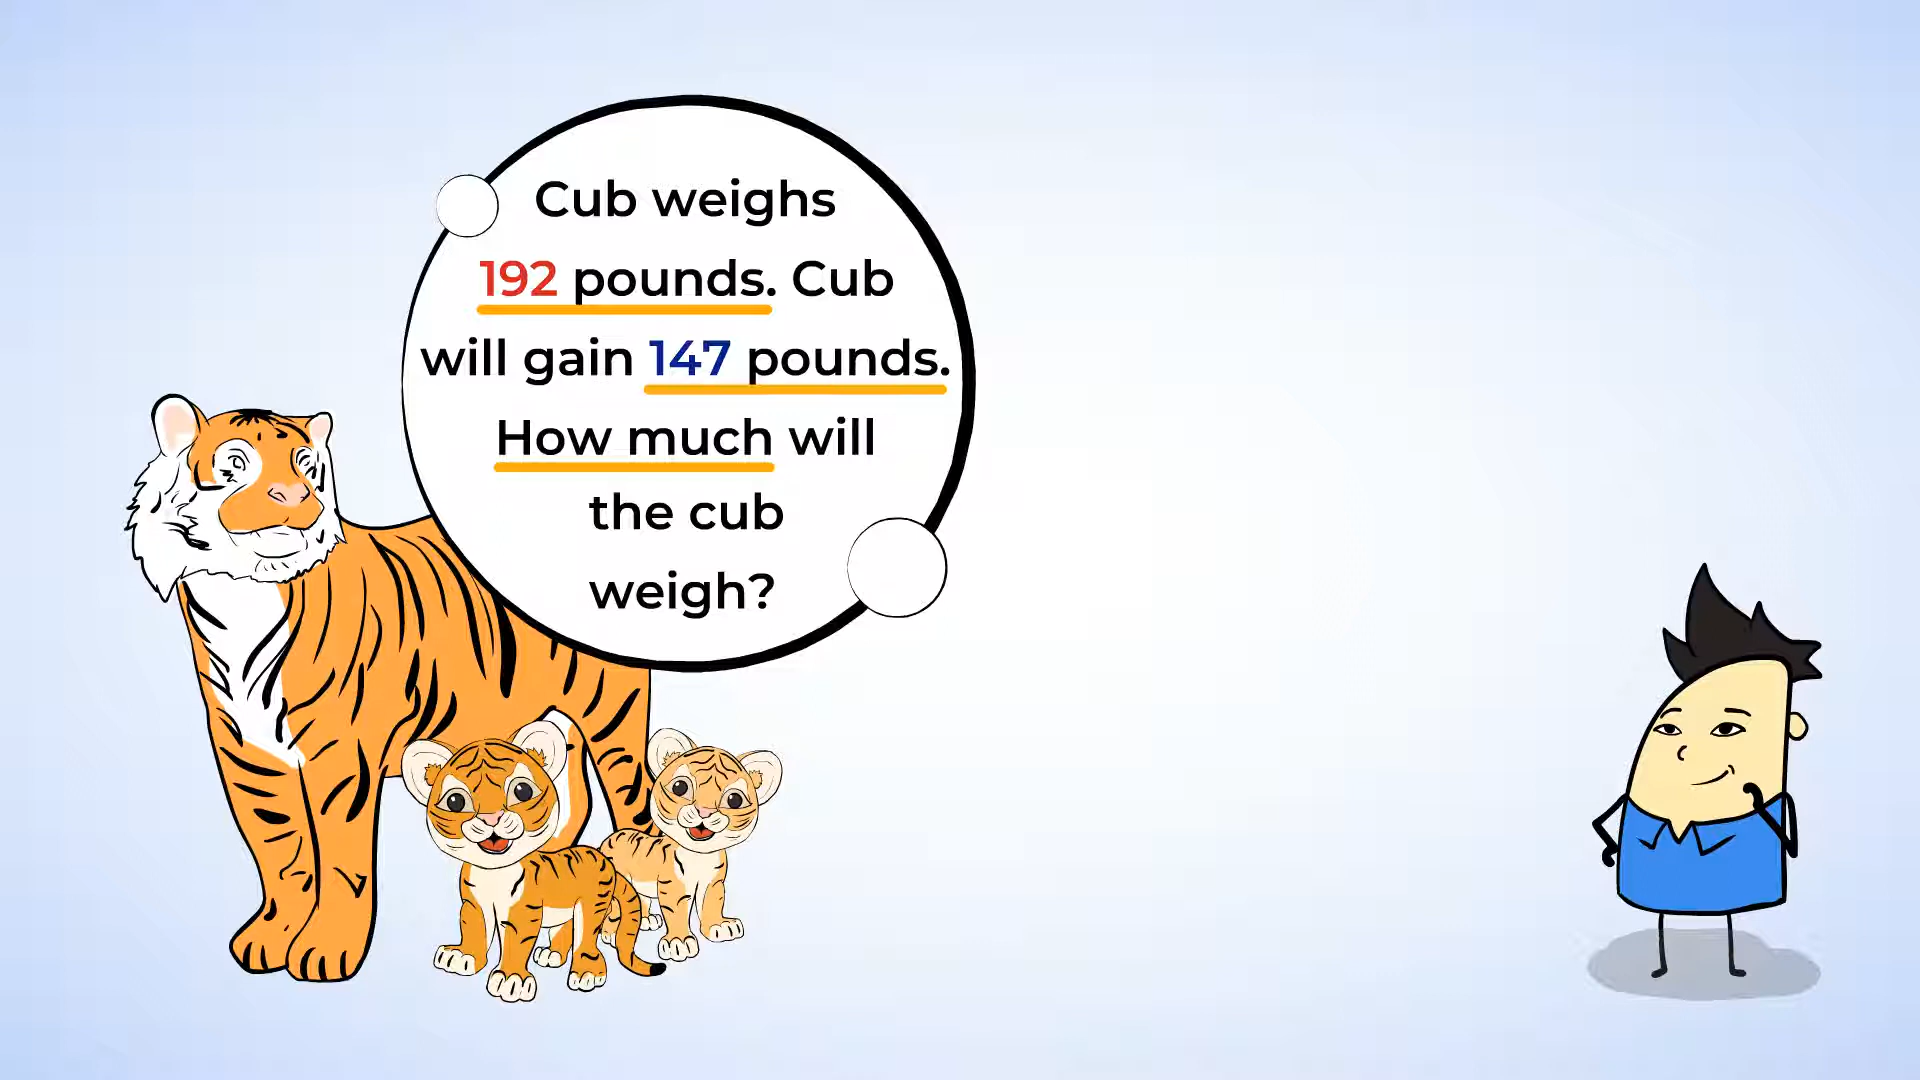 Cub weighs
192 pounds. Cub
will gain 147 pounds.
How much will
the cub
weigh?